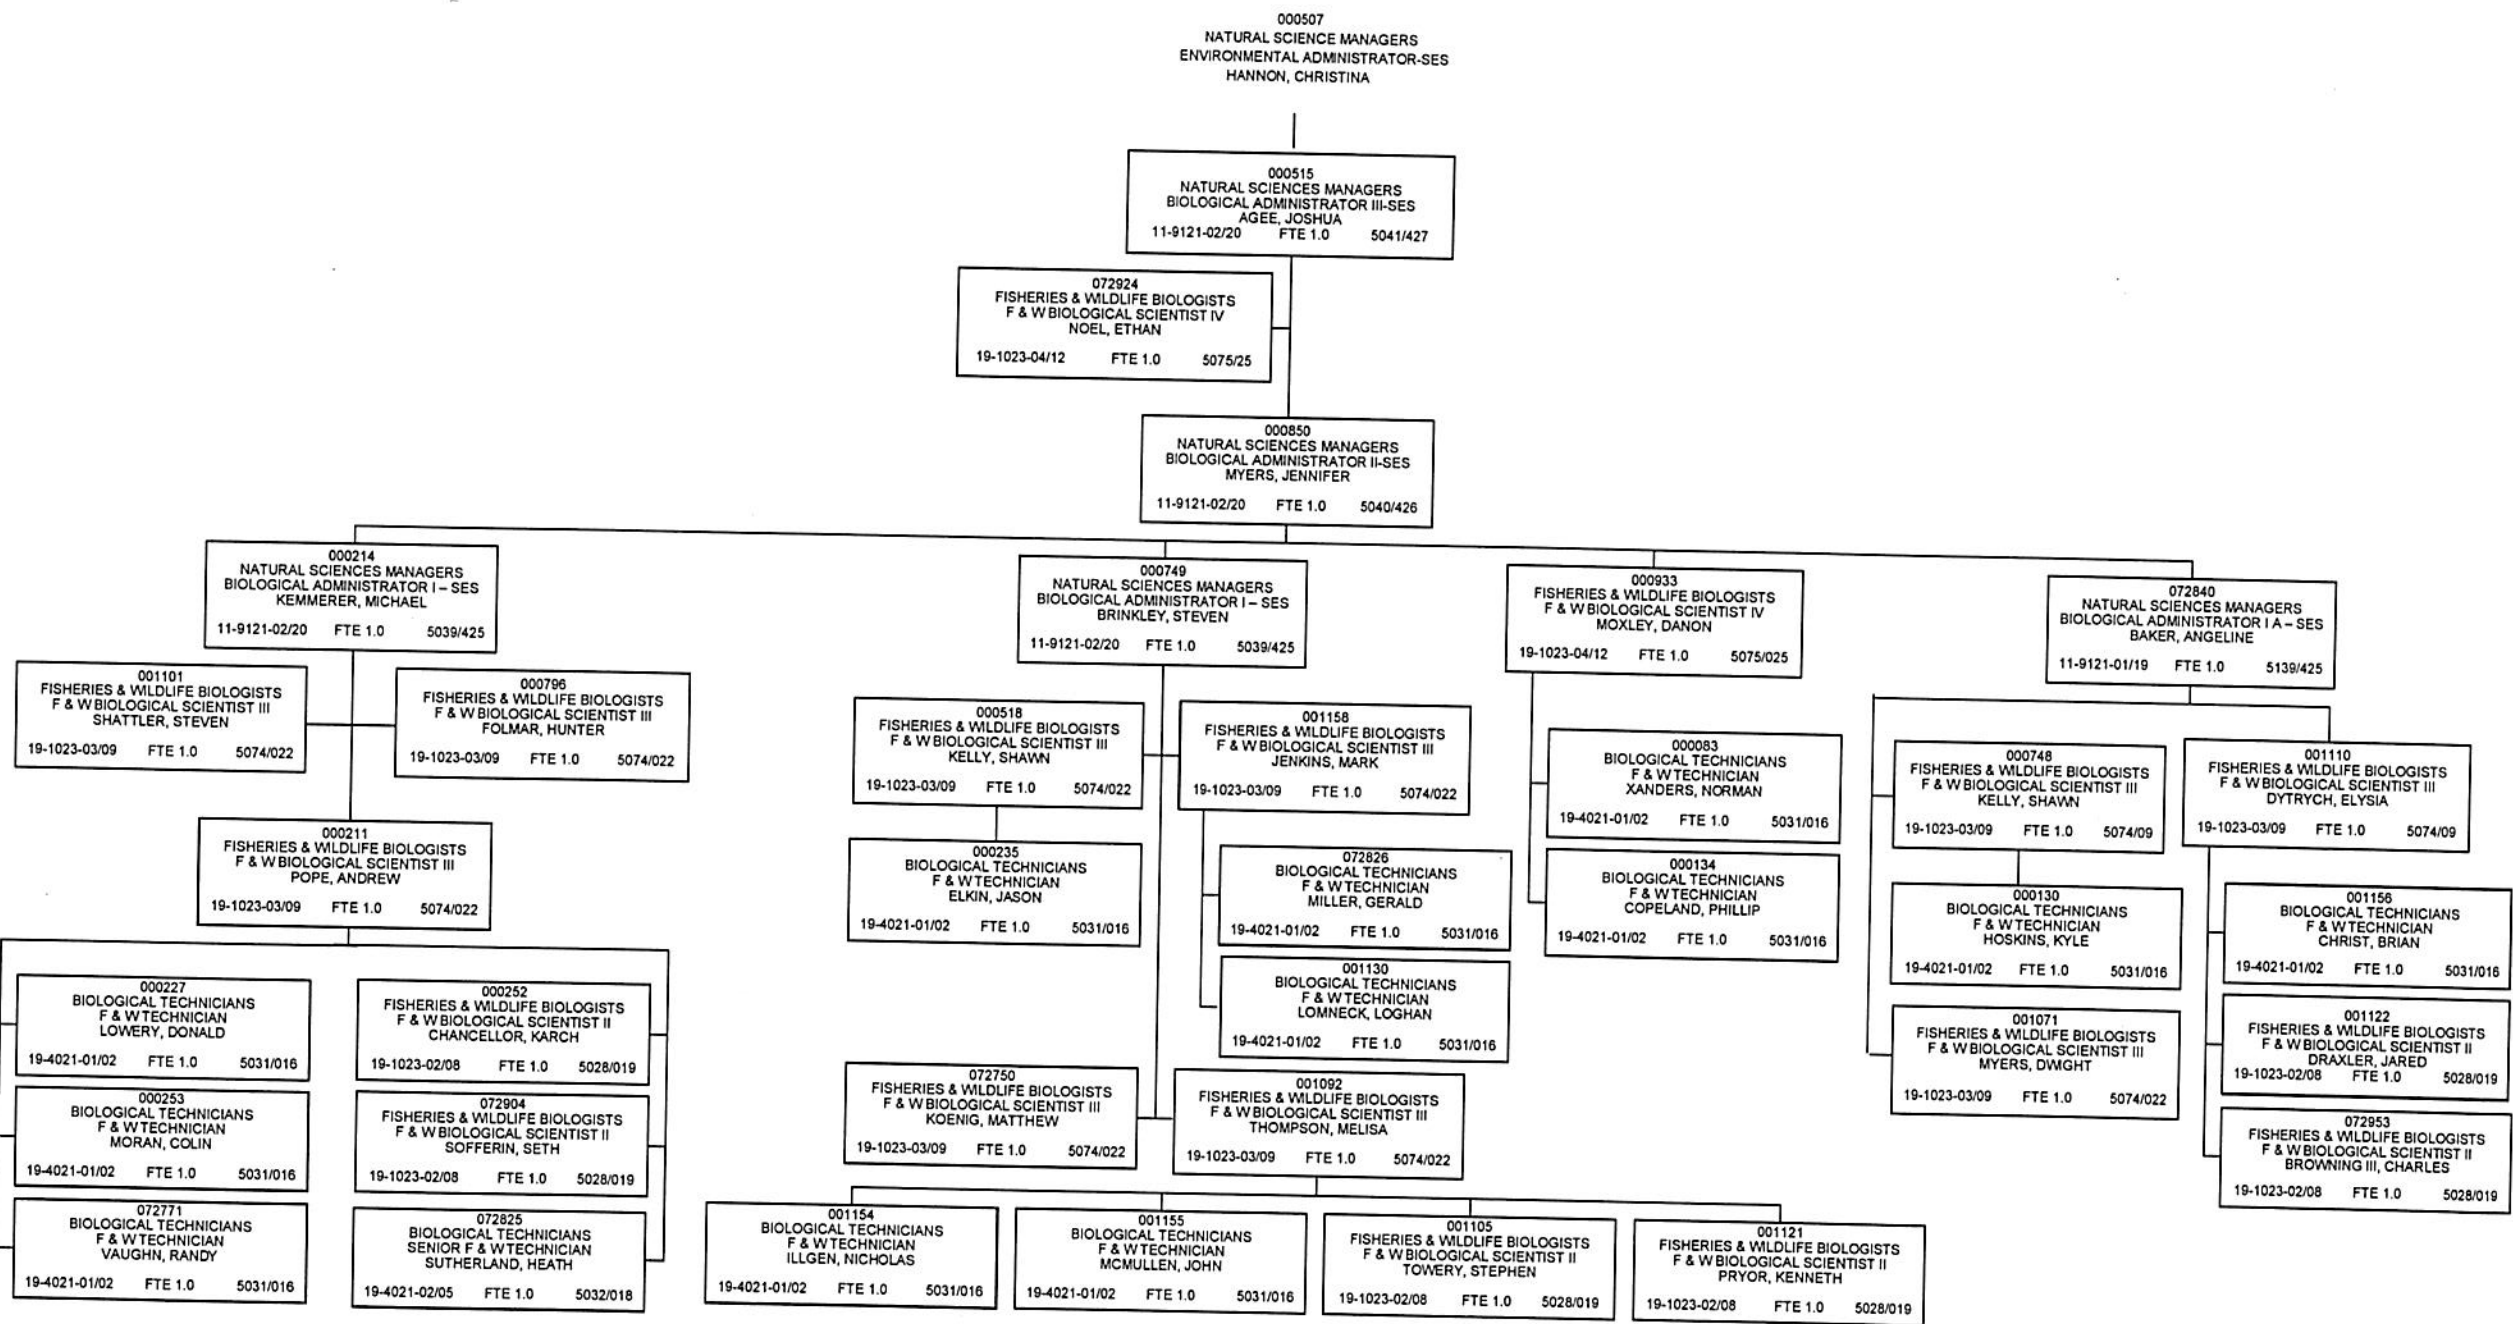 000507
NATURAL SCIENCE MANAGERS
ENVIRONMENTAL ADMINISTRATOR-SES
HANNON, CHRISTINA
000515
NATURAL SCIENCES MANAGERS
BIOLOGICAL ADMINISTRATOR III-SES
AGEE, JOSHUA
11-9121-02/20 FTE 1.0 5041/427
072924
FISHERIES & WILDLIFE BIOLOGISTS
F & W BIOLOGICAL SCIENTIST IV
NOEL, ETHAN
19-1023-04/12 FTE 1.0 5075/25
000850
NATURAL SCIENCES MANAGERS
BIOLOGICAL ADMINISTRATOR II-SES
MYERS, JENNIFER
11-9121-02/20 FTE 1.0 5040/426
000214
NATURAL SCIENCES MANAGERS
BIOLOGICAL ADMINISTRATOR I – SES
KEMMERER, MICHAEL
11-9121-02/20 FTE 1.0 5039/425
000749
NATURAL SCIENCES MANAGERS
BIOLOGICAL ADMINISTRATOR I – SES
BRINKLEY, STEVEN
11-9121-02/20 FTE 1.0 5039/425
000933
FISHERIES & WILDLIFE BIOLOGISTS
F & W BIOLOGICAL SCIENTIST IV
MOXLEY, DANON
19-1023-04/12 FTE 1.0 5075/025
072840
NATURAL SCIENCES MANAGERS
BIOLOGICAL ADMINISTRATOR I A – SES
BAKER, ANGELINE
11-9121-01/19 FTE 1.0 5139/425
001101
FISHERIES & WILDLIFE BIOLOGISTS
F & W BIOLOGICAL SCIENTIST III
SHATTLER, STEVEN
19-1023-03/09 FTE 1.0 5074/022
000796
FISHERIES & WILDLIFE BIOLOGISTS
F & W BIOLOGICAL SCIENTIST III
FOLMAR, HUNTER
19-1023-03/09 FTE 1.0 5074/022
000211
FISHERIES & WILDLIFE BIOLOGISTS
F & W BIOLOGICAL SCIENTIST III
POPE, ANDREW
19-1023-03/09 FTE 1.0 5074/022
000227
BIOLOGICAL TECHNICIANS
F & W TECHNICIAN
LOWERY, DONALD
19-4021-01/02 FTE 1.0 5031/016
000252
FISHERIES & WILDLIFE BIOLOGISTS
F & W BIOLOGICAL SCIENTIST II
CHANCELLOR, KARCH
19-1023-02/08 FTE 1.0 5028/019
000253
BIOLOGICAL TECHNICIANS
F & W TECHNICIAN
MORAN, COLIN
19-4021-01/02 FTE 1.0 5031/016
072904
FISHERIES & WILDLIFE BIOLOGISTS
F & W BIOLOGICAL SCIENTIST II
SOFFERIN, SETH
19-1023-02/08 FTE 1.0 5028/019
072771
BIOLOGICAL TECHNICIANS
F & W TECHNICIAN
VAUGHN, RANDY
19-4021-01/02 FTE 1.0 5031/016
072825
BIOLOGICAL TECHNICIANS
SENIOR F & W TECHNICIAN
SUTHERLAND, HEATH
19-4021-02/05 FTE 1.0 5032/018
000518
FISHERIES & WILDLIFE BIOLOGISTS
F & W BIOLOGICAL SCIENTIST III
KELLY, SHAWN
19-1023-03/09 FTE 1.0 5074/022
001158
FISHERIES & WILDLIFE BIOLOGISTS
F & W BIOLOGICAL SCIENTIST III
JENKINS, MARK
19-1023-03/09 FTE 1.0 5074/022
000235
BIOLOGICAL TECHNICIANS
F & W TECHNICIAN
ELKIN, JASON
19-4021-01/02 FTE 1.0 5031/016
072826
BIOLOGICAL TECHNICIANS
F & W TECHNICIAN
MILLER, GERALD
19-4021-01/02 FTE 1.0 5031/016
001130
BIOLOGICAL TECHNICIANS
F & W TECHNICIAN
LOMNECK, LOGHAN
19-4021-01/02 FTE 1.0 5031/016
072750
FISHERIES & WILDLIFE BIOLOGISTS
F & W BIOLOGICAL SCIENTIST III
KOENIG, MATTHEW
19-1023-03/09 FTE 1.0 5074/022
001092
FISHERIES & WILDLIFE BIOLOGISTS
F & W BIOLOGICAL SCIENTIST III
THOMPSON, MELISA
19-1023-03/09 FTE 1.0 5074/022
001154
BIOLOGICAL TECHNICIANS
F & W TECHNICIAN
ILLGEN, NICHOLAS
19-4021-01/02 FTE 1.0 5031/016
001155
BIOLOGICAL TECHNICIANS
F & W TECHNICIAN
MCMULLEN, JOHN
19-4021-01/02 FTE 1.0 5031/016
001105
FISHERIES & WILDLIFE BIOLOGISTS
F & W BIOLOGICAL SCIENTIST II
TOWERY, STEPHEN
19-1023-02/08 FTE 1.0 5028/019
001121
FISHERIES & WILDLIFE BIOLOGISTS
F & W BIOLOGICAL SCIENTIST II
PRYOR, KENNETH
19-1023-02/08 FTE 1.0 5028/019
000083
BIOLOGICAL TECHNICIANS
F & W TECHNICIAN
XANDERS, NORMAN
19-4021-01/02 FTE 1.0 5031/016
000134
BIOLOGICAL TECHNICIANS
F & W TECHNICIAN
COPELAND, PHILLIP
19-4021-01/02 FTE 1.0 5031/016
000748
FISHERIES & WILDLIFE BIOLOGISTS
F & W BIOLOGICAL SCIENTIST III
KELLY, SHAWN
19-1023-03/09 FTE 1.0 5074/09
001110
FISHERIES & WILDLIFE BIOLOGISTS
F & W BIOLOGICAL SCIENTIST III
DYTRYCH, ELYSIA
19-1023-03/09 FTE 1.0 5074/09
000130
BIOLOGICAL TECHNICIANS
F & W TECHNICIAN
HOSKINS, KYLE
19-4021-01/02 FTE 1.0 5031/016
001156
BIOLOGICAL TECHNICIANS
F & W TECHNICIAN
CHRIST, BRIAN
19-4021-01/02 FTE 1.0 5031/016
001071
FISHERIES & WILDLIFE BIOLOGISTS
F & W BIOLOGICAL SCIENTIST III
MYERS, DWIGHT
19-1023-03/09 FTE 1.0 5074/022
001122
FISHERIES & WILDLIFE BIOLOGISTS
F & W BIOLOGICAL SCIENTIST II
DRAXLER, JARED
19-1023-02/08 FTE 1.0 5028/019
072953
FISHERIES & WILDLIFE BIOLOGISTS
F & W BIOLOGICAL SCIENTIST II
BROWNING III, CHARLES
19-1023-02/08 FTE 1.0 5028/019